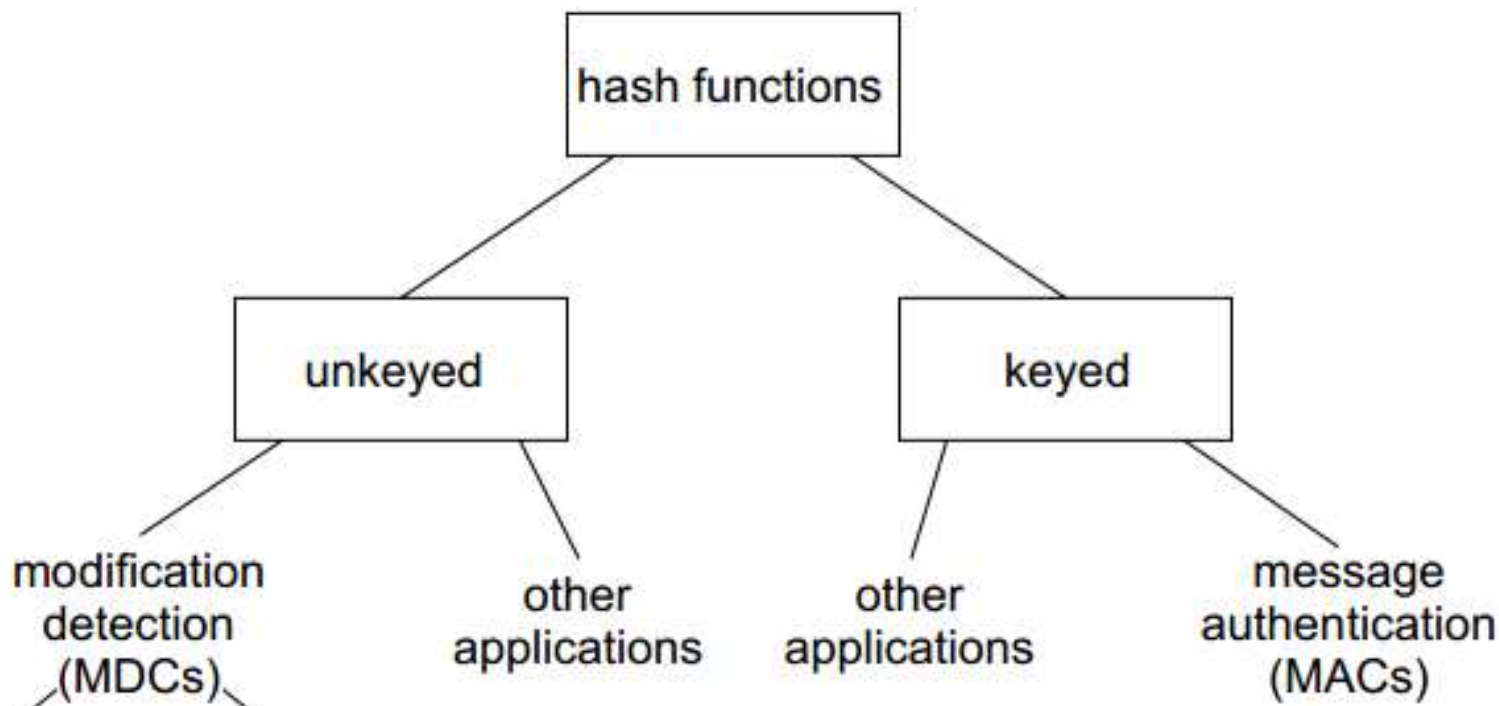 hash functions
unkeyed
keyed
modification
detection
(MDCs)
other
applications
other
applications
message
authentication
(MACs)